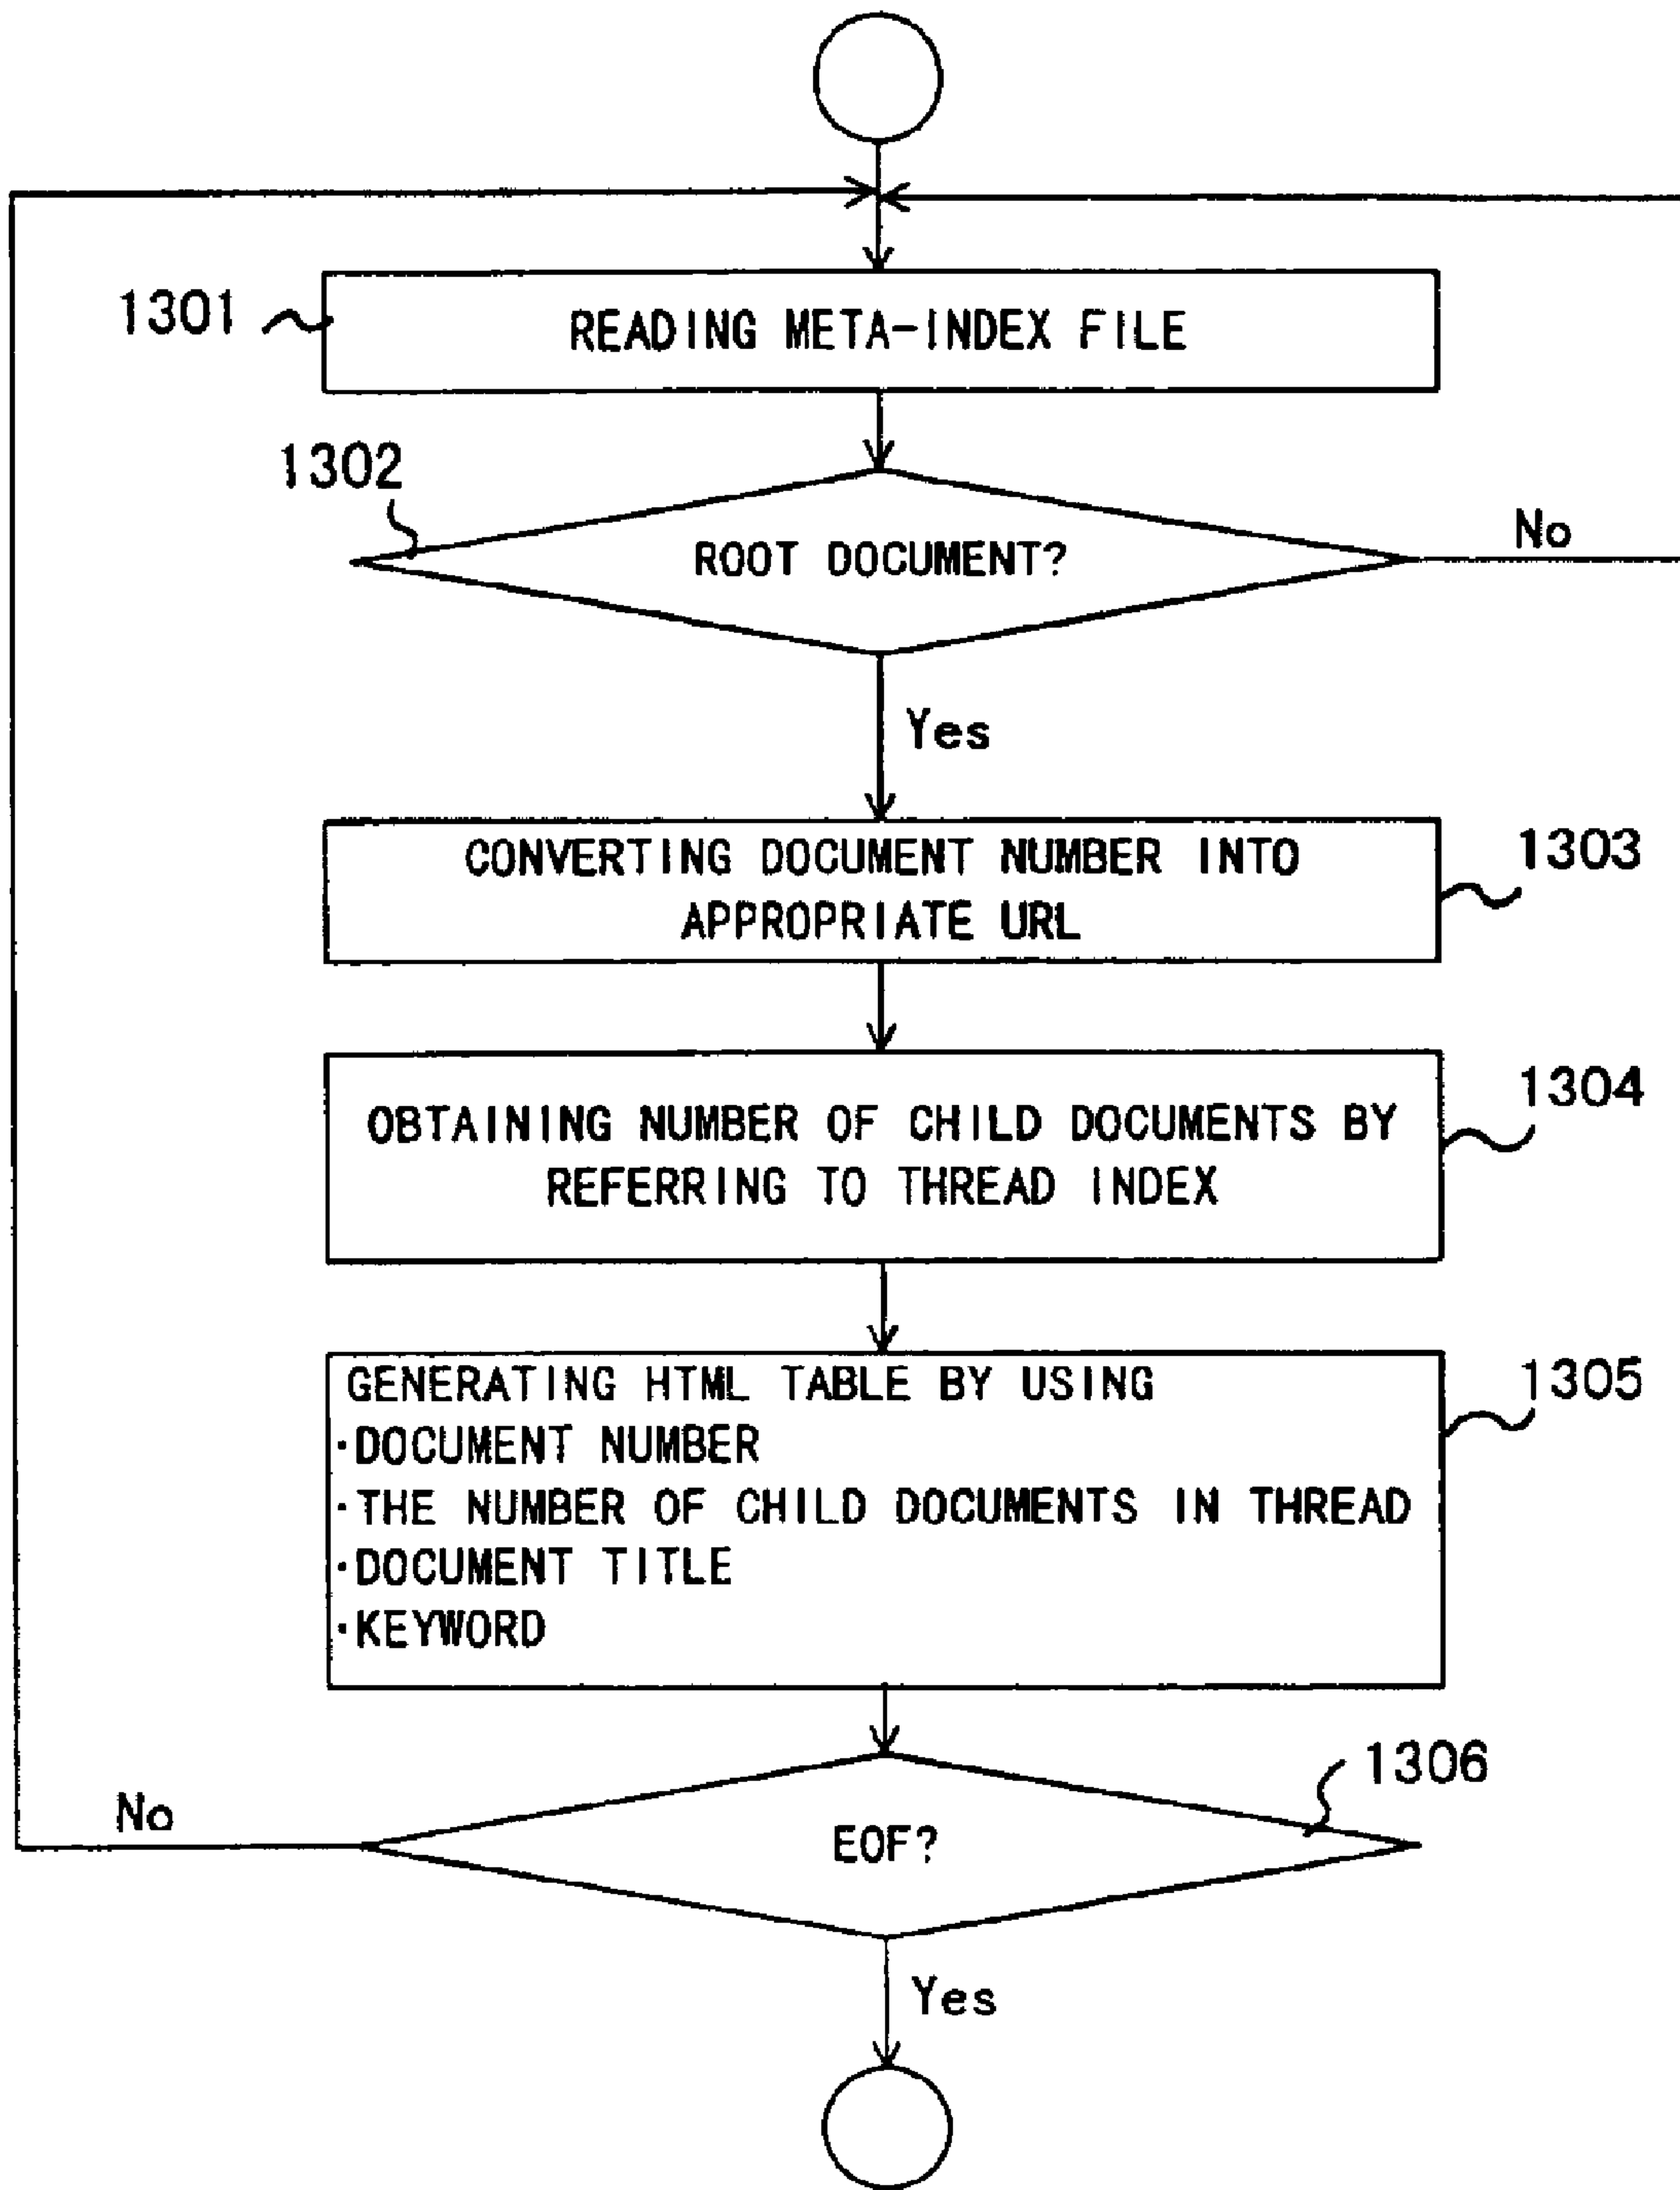 1301
READING META-INDEX FILE
1302
ROOT DOCUMENT?
No
Yes
CONVERTING DOCUMENT NUMBER INTO
APPROPRIATE URL
1303
OBTAINING NUMBER OF CHILD DOCUMENTS BY
REFERRING TO THREAD INDEX
1304
GENERATING HTML TABLE BY USING
·DOCUMENT NUMBER
·THE NUMBER OF CHILD DOCUMENTS IN THREAD
·DOCUMENT TITLE
·KEYWORD
1305
1306
EOF?
No
Yes